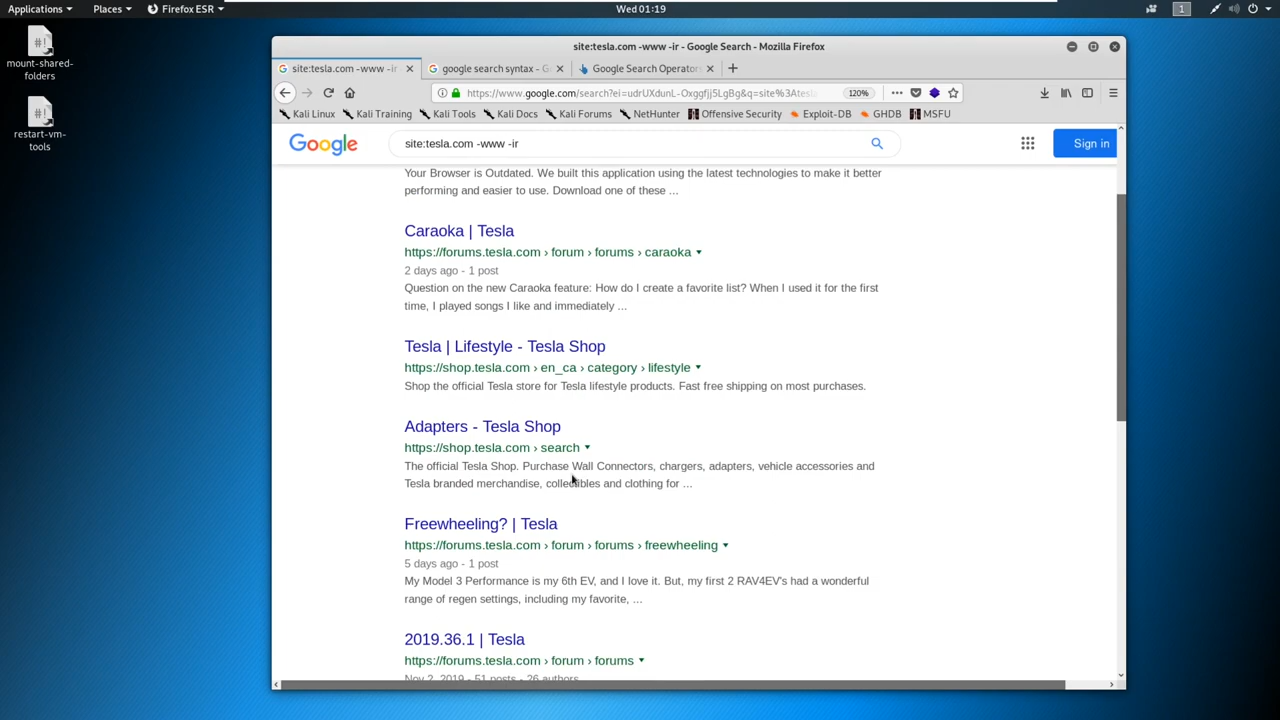 Applications
Places
Firefox ESR
Wed 01:19
1
mount-shared-folders
restart-vm-tools
site:tesla.com -www -ir - Google Search - Mozilla Firefox
site:tesla.com -www -ir
google search syntax - G
Google Search Operator
https://www.google.com/search?ei=udrUXdunL-Oxggfjj5LgBg&q=site%3Atesl
120%
Kali Linux
Kali Training
Kali Tools
Kali Docs
Kali Forums
NetHunter
Offensive Security
Exploit-DB
GHDB
MSFU
Google
site:tesla.com -www -ir
Sign in
Your Browser is Outdated. We built this application using the latest technologies to make it better
performing and easier to use. Download one of these ...
Caraoka | Tesla
https://forums.tesla.com › forum › forums › caraoka
2 days ago - 1 post
Question on the new Caraoka feature: How do I create a favorite list? When I used it for the first
time, I played songs I like and immediately ...
Tesla | Lifestyle - Tesla Shop
https://shop.tesla.com › en_ca › category › lifestyle
Shop the official Tesla store for Tesla lifestyle products. Fast free shipping on most purchases.
Adapters - Tesla Shop
https://shop.tesla.com › search
The official Tesla Shop. Purchase Wall Connectors, chargers, adapters, vehicle accessories and
Tesla branded merchandise, collectibles and clothing for ...
Freewheeling? | Tesla
https://forums.tesla.com › forum › forums › freewheeling
5 days ago - 1 post
My Model 3 Performance is my 6th EV, and I love it. But, my first 2 RAV4EV's had a wonderful
range of regen settings, including my favorite, ...
2019.36.1 | Tesla
https://forums.tesla.com › forum › forums
Nov 2, 2019 - 51 posts - 26 authors